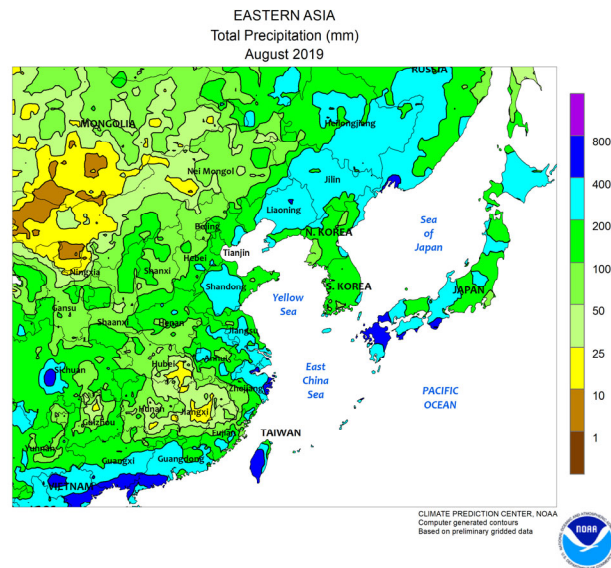 EASTERN ASIA
Total Precipitation (mm)
August 2019
RUSSIA
MONGOLIA
Heilongjiang
Nei Mongol
Jilin
Liaoning
Beijing
N. KOREA
Sea
of
Japan
Tianjin
Hebei
Ningxia
Shanxi
Shandong
S. KOREA
JAPAN
Yellow
Sea
Gansu
Shaanxi
Henan
Jiangsu
Anhui
Hubei
Sichuan
East
China
Sea
Zhejiang
PACIFIC
OCEAN
Hunan
Jiangxi
Guizhou
Fujian
TAIWAN
Yunnan
Guangxi
Guangdong
VIETNAM
800
400
200
100
50
25
10
1
CLIMATE PREDICTION CENTER, NOAA
Computer generated contours
Based on preliminary gridded data
NOAA